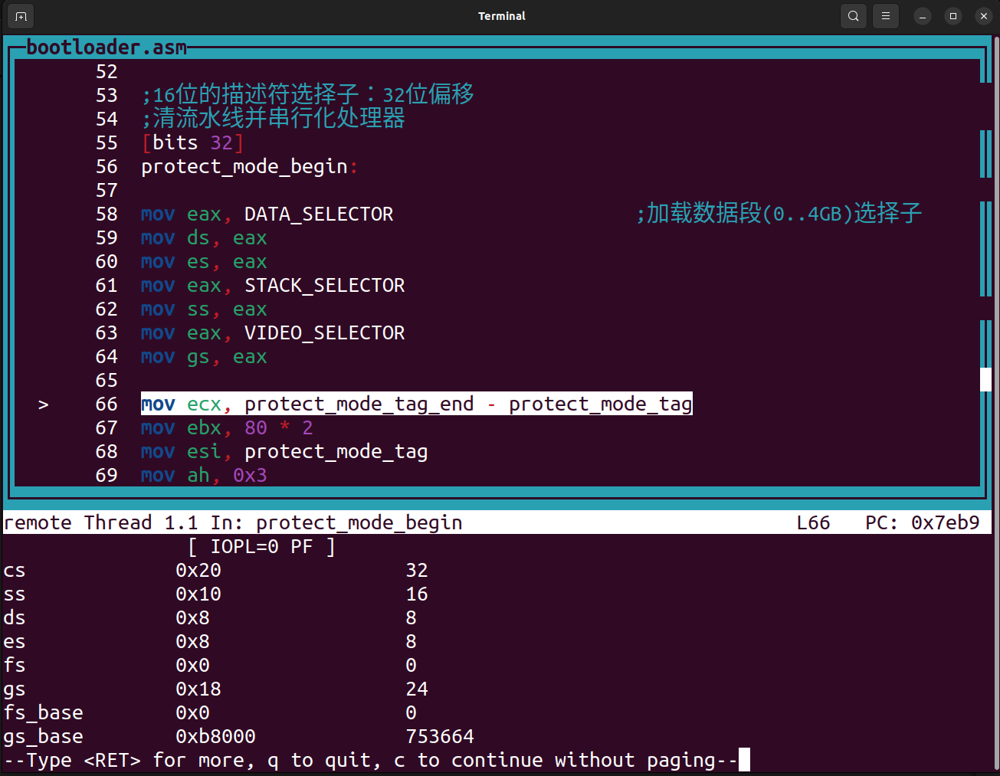 Terminal
bootloader.asm
52
53 ;16位的描述符选择子：32位偏移
54 ;清流水线并串行化处理器
55 [bits 32]
56 protect_mode_begin:
57
58 mov eax, DATA_SELECTOR ;加载数据段(0..4GB)选择子
59 mov ds, eax
60 mov es, eax
61 mov eax, STACK_SELECTOR
62 mov ss, eax
63 mov eax, VIDEO_SELECTOR
64 mov gs, eax
65
> 66 mov ecx, protect_mode_tag_end - protect_mode_tag
67 mov ebx, 80 * 2
68 mov esi, protect_mode_tag
69 mov ah, 0x3
remote Thread 1.1 In: protect_mode_begin L66 PC: 0x7eb9
[ IOPL=0 PF ]
cs 0x20 32
ss 0x10 16
ds 0x8 8
es 0x8 8
fs 0x0 0
gs 0x18 24
fs_base 0x0 0
gs_base 0xb8000 753664
--Type <RET> for more, q to quit, c to continue without paging--